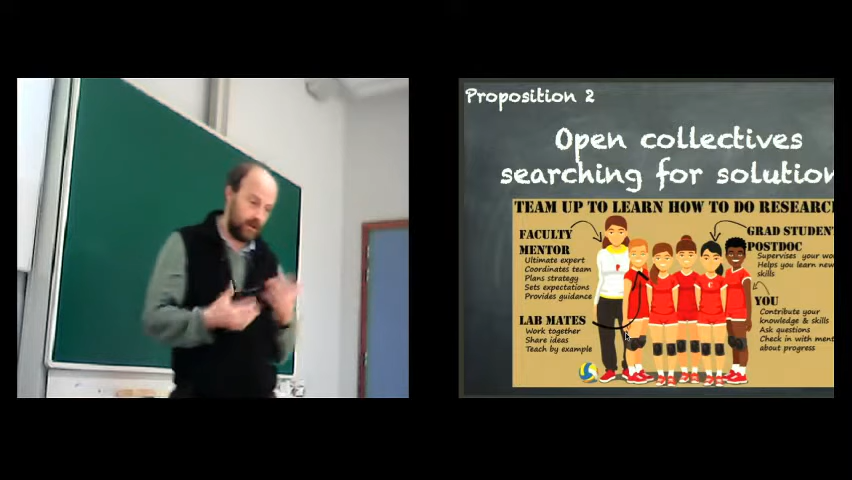 Proposition 2
Open collectives
searching for solution
TEAM UP TO LEARN HOW TO DO RESEARC
FACULTY
MENTOR
Ultimate expert
Coordinates team
Plans strategy
Sets expectations
Provides guidance
LAB MATES
Work together
Share ideas
Teach by example
GRAD STUDENT
POSTDOC
Supervises your wo
Helps you learn new
skills
YOU
Contribute your
knowledge & skills
Ask questions
Check in with ment
about progress